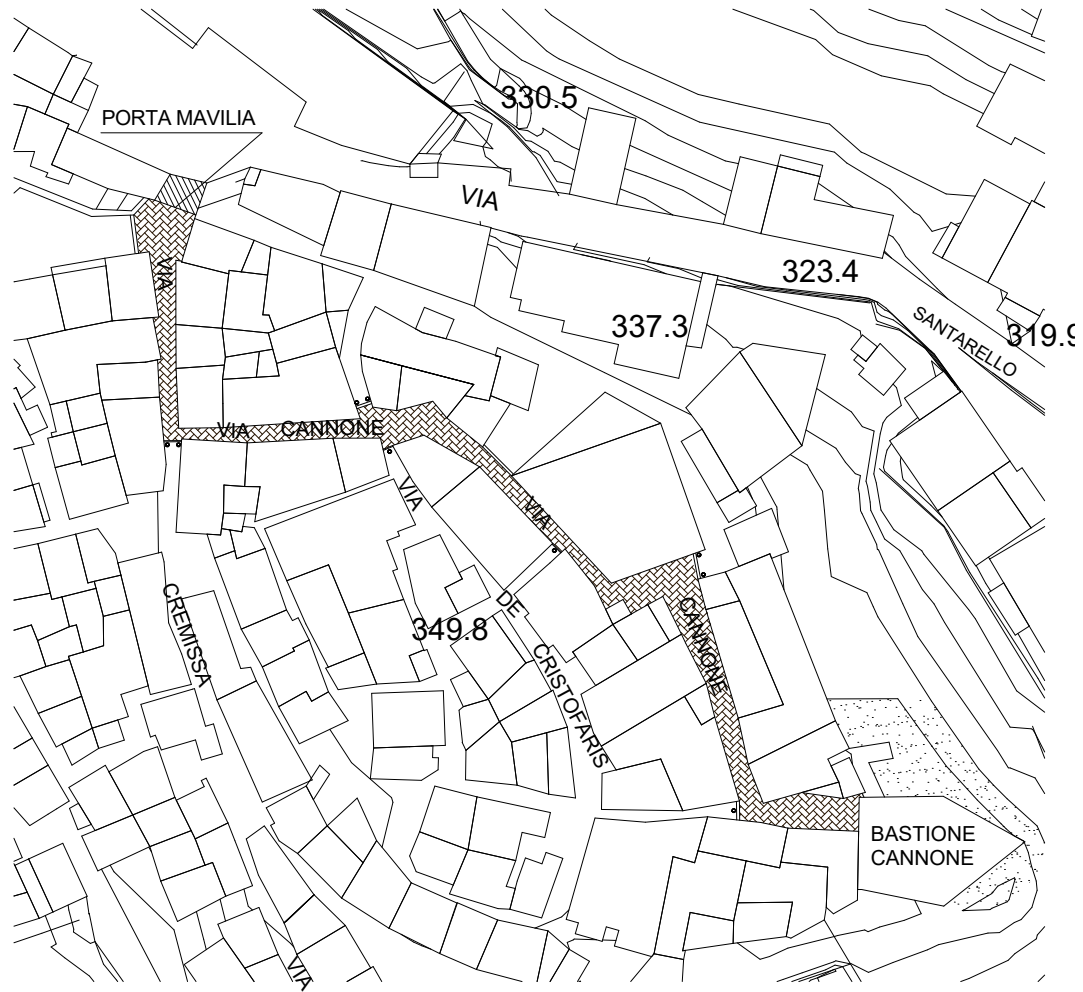 330.5
PORTA MAVILIA
VIA
VIA
323.4
SANTARELLO
337.3
319.9
VIA CANNONE
VIA
VIA
CREMISSA
DE
349.8
CANNONE
CRISTOFARIS
BASTIONE
CANNONE
VIA